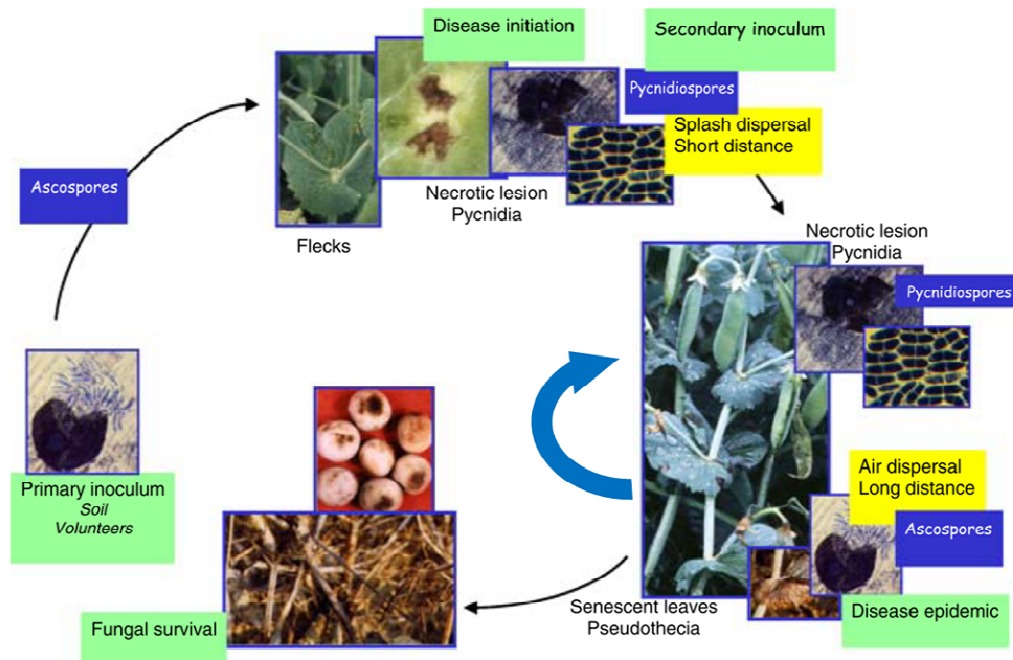 Disease initiation
Secondary inoculum
Pycnidiospores
Splash dispersal
Short distance
Ascospores
Necrotic lesion
Pycnidia
Flecks
Necrotic lesion
Pycnidia
Pycnidiospores
Primary inoculum
Soil
Volunteers
Air dispersal
Long distance
Ascospores
Senescent leaves
Pseudothecia
Disease epidemic
Fungal survival